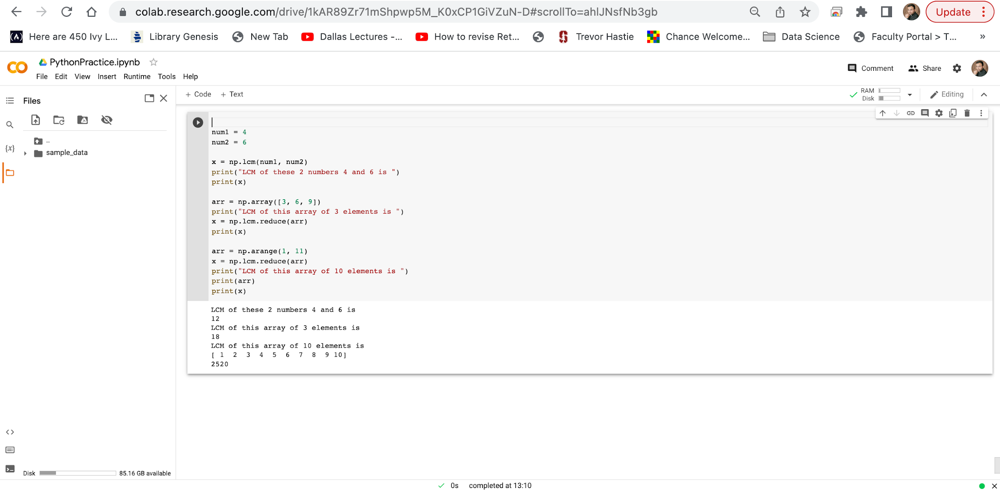 colab.research.google.com/drive/1kAR89Zr71mShpwp5M_K0xCP1GiVZuN-D#scrollTo=ahlJNsfNb3gb
Update
Here are 450 Ivy L...
Library Genesis
New Tab
Dallas Lectures -...
How to revise Ret...
Trevor Hastie
Chance Welcome...
Data Science
Faculty Portal > T...
»
PythonPractice.ipynb
File Edit View Insert Runtime Tools Help
Comment
Share
Files
+ Code + Text
RAM
Disk
Editing
..
{x}
sample_data
num1 = 4
num2 = 6
x = np.lcm(num1, num2)
print("LCM of these 2 numbers 4 and 6 is ")
print(x)
arr = np.array([3, 6, 9])
print("LCM of this array of 3 elements is ")
x = np.lcm.reduce(arr)
print(x)
arr = np.arange(1, 11)
x = np.lcm.reduce(arr)
print("LCM of this array of 10 elements is ")
print(arr)
print(x)
LCM of these 2 numbers 4 and 6 is
12
LCM of this array of 3 elements is
18
LCM of this array of 10 elements is
[ 1 2 3 4 5 6 7 8 9 10]
2520
Disk 85.16 GB available
0s completed at 13:10